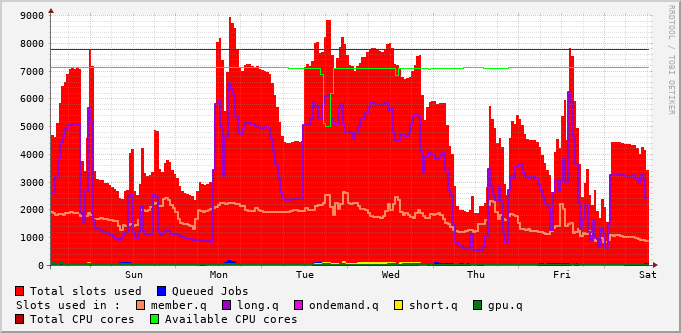 RRDTOOL / TOBI OETIKER
9000
8000
7000
6000
5000
4000
3000
2000
1000
0
Sun Mon Tue Wed Thu Fri Sat
Total slots used Queued Jobs
Slots used in : member.q long.q ondemand.q short.q gpu.q
Total CPU cores Available CPU cores